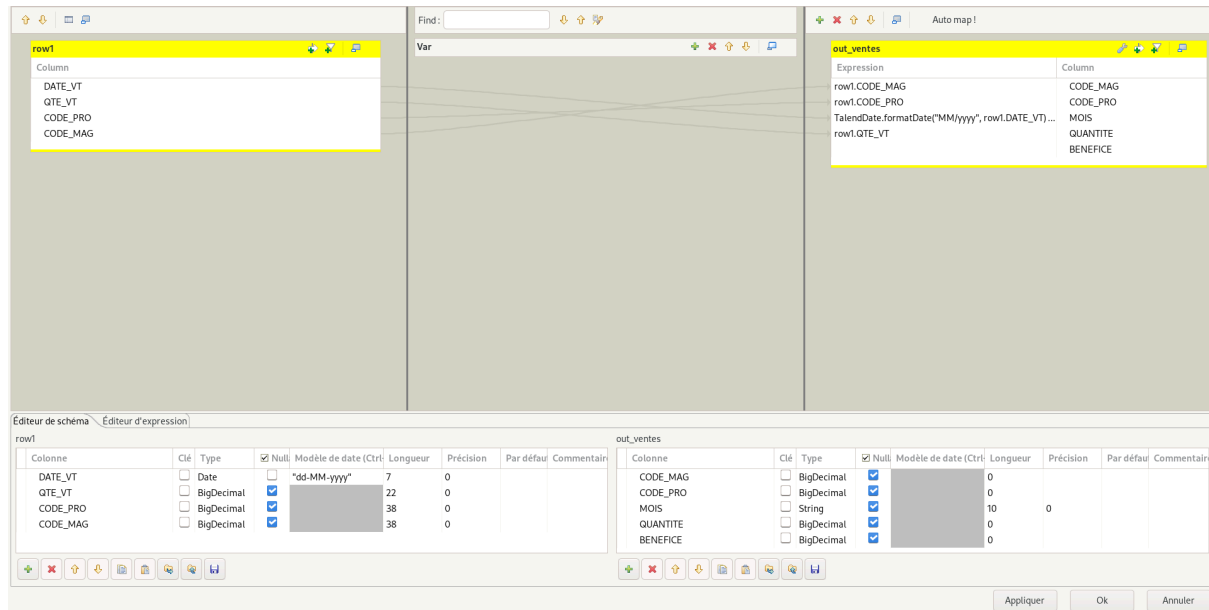 Find :
Auto map !
row1
Column
DATE_VT
QTE_VT
CODE_PRO
CODE_MAG
Var
out_ventes
Expression Column
row1.CODE_MAG CODE_MAG
row1.CODE_PRO CODE_PRO
TalendDate.formatDate("MM/yyyy", row1.DATE_VT) ... MOIS
row1.QTE_VT QUANTITE
BENEFICE
Éditeur de schéma Éditeur d'expression
row1
Colonne Clé Type Null Modèle de date (Ctrl- Longueur Précision Par défau Commentair
DATE_VT Date "dd-MM-yyyy" 7 0
QTE_VT BigDecimal 22 0
CODE_PRO BigDecimal 38 0
CODE_MAG BigDecimal 38 0
out_ventes
Colonne Clé Type Null Modèle de date (Ctrl- Longueur Précision Par défau Commentair
CODE_MAG BigDecimal 0
CODE_PRO BigDecimal 0
MOIS String 10 0
QUANTITE BigDecimal 0
BENEFICE BigDecimal 0
Appliquer Ok Annuler